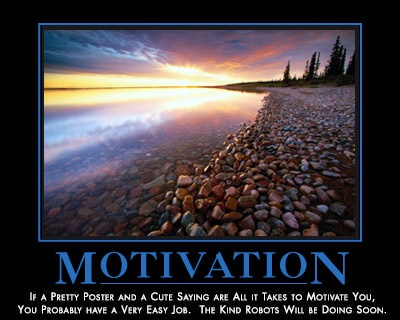 MOTIVATION
If a Pretty Poster and a Cute Saying are All it Takes to Motivate You,
You Probably have a Very Easy Job.  The Kind Robots Will be Doing Soon.